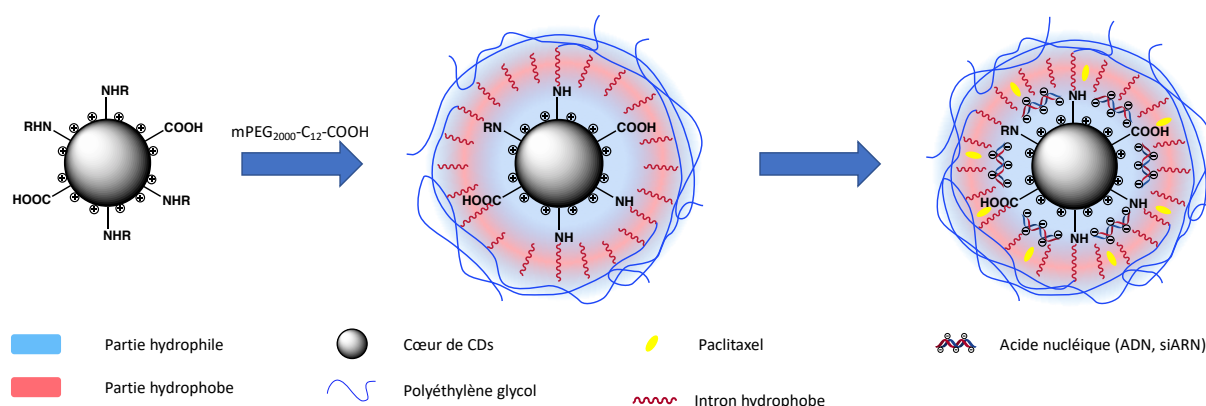 NHR
RHN
COOH
HOOC
NHR
NHR
mPEG2000-C12-COOH
NH
RN
COOH
HOOC
NH
NH
NH
RN
COOH
HOOC
NH
NH
Partie hydrophile
Cœur de CDs
Paclitaxel
Acide nucléique (ADN, siARN)
Partie hydrophobe
Polyéthylène glycol
Intron hydrophobe